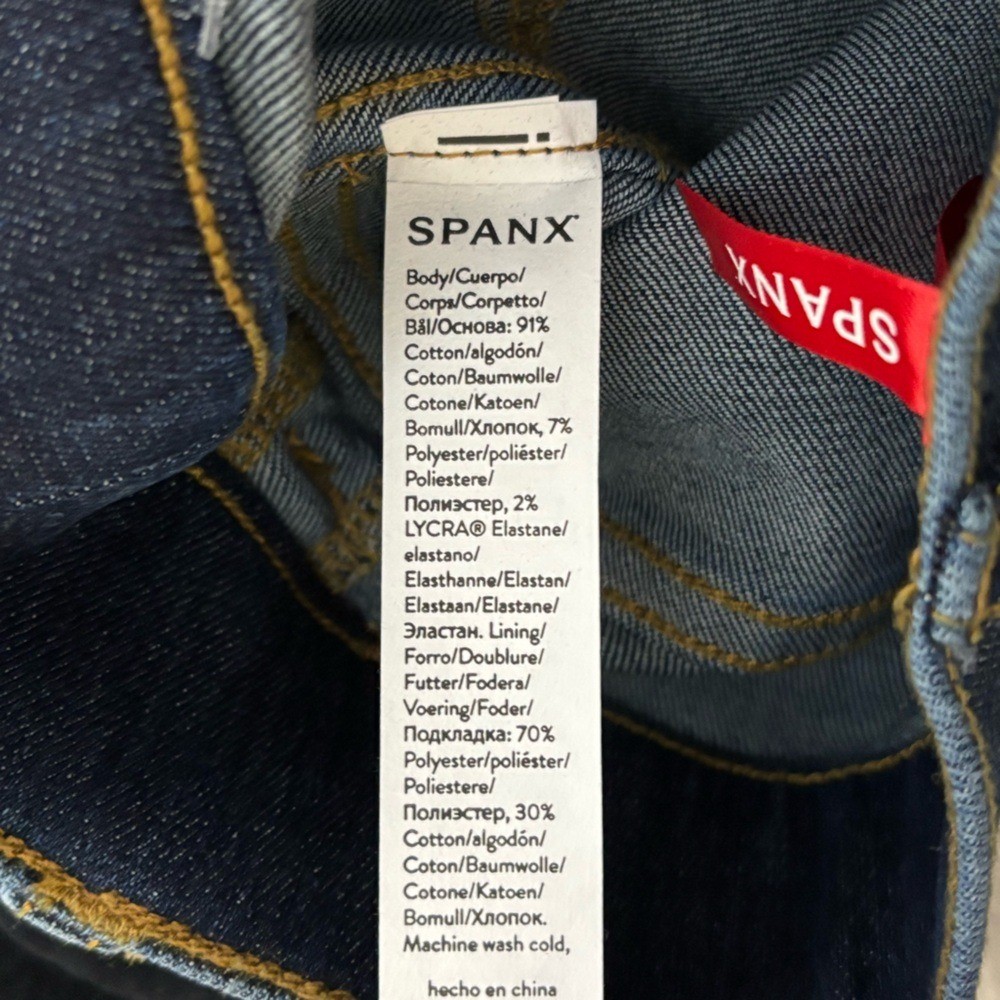 SPANX
Body/Cuerpo/
Corps/Corpetto/
Bål/Основа: 91%
Cotton/algodón/
Coton/Baumwolle/
Cotone/Katoen/
Bomull/Хлопок, 7%
Polyester/poliéster/
Poliestere/
Полиэстер, 2%
LYCRA® Elastane/
elastano/
Elasthanne/Elastan/
Elastaan/Elastane/
Эластан. Lining/
Forro/Doublure/
Futter/Fodera/
Voering/Foder/
Подкладка: 70%
Polyester/poliéster/
Poliestere/
Полиэстер, 30%
Cotton/algodón/
Coton/Baumwolle/
Cotone/Katoen/
Bomull/Хлопок.
Machine wash cold,
hecho en china
SPANX